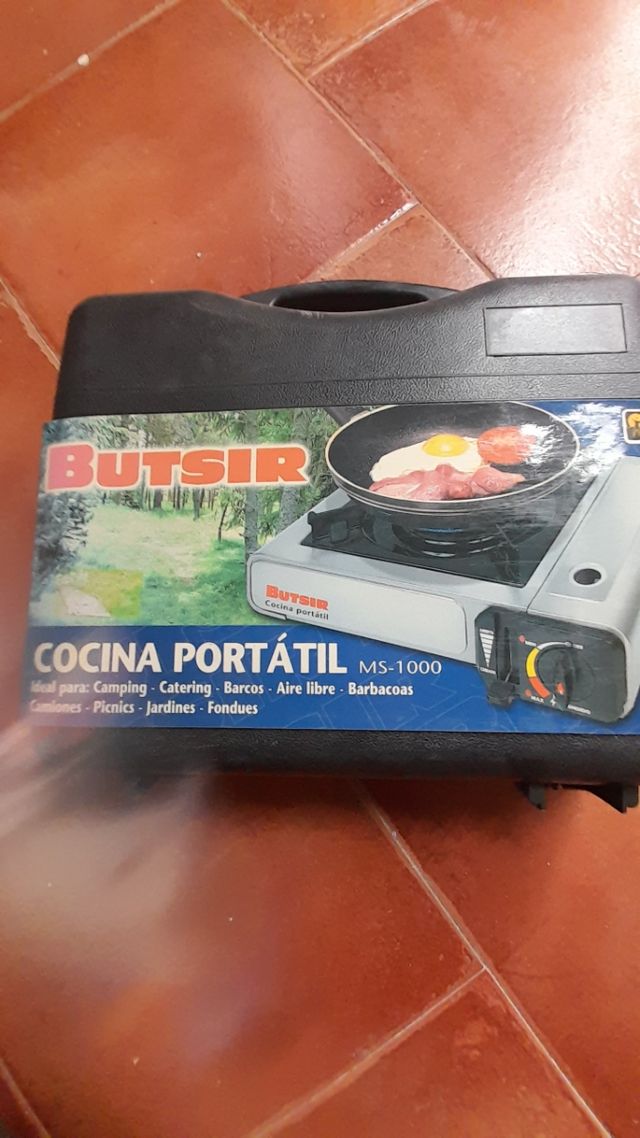 BUTSIR
BUTSIR
Cocina portátil
COCINA PORTÁTIL MS-1000
Ideal para: Camping - Catering - Barcos - Aire libre - Barbacoas
Camiones - Picnics - Jardines - Fondues
MAX